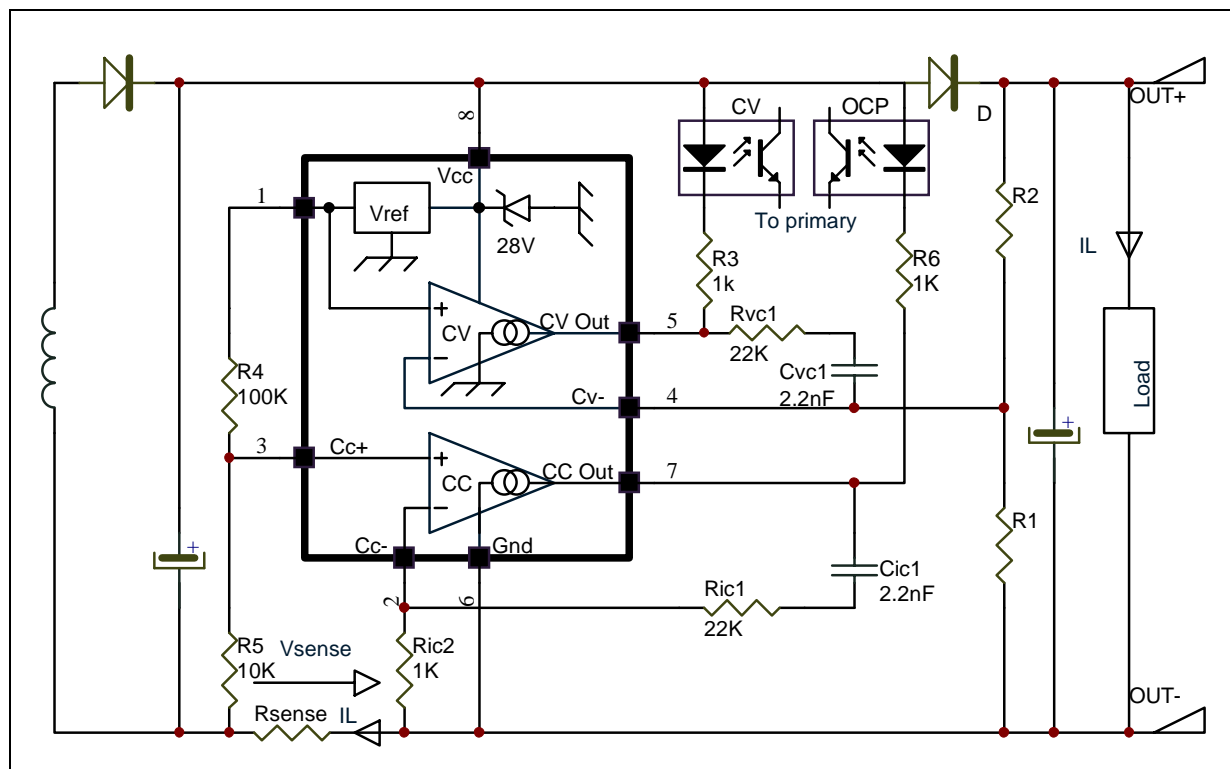 CV
OCP
D
OUT+
8
Vcc
1
Vref
28V
To primary
R2
IL
R3
1k
R6
1K
+
CV
-
CV Out
5
Rvc1
22K
Cvc1
2.2nF
R4
100K
Cv-
4
Load
+
3
Cc+
+
CC
-
CC Out
7
R1
+
Cc-
Gnd
2
6
Ric1
22K
Cic1
2.2nF
R5
10K
Vsense
Ric2
1K
Rsense
IL
OUT-